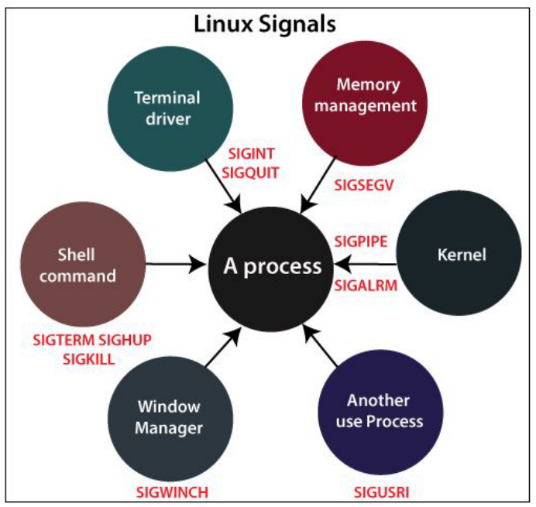 Linux Signals
Terminal
driver
Memory
management
SIGINT
SIGQUIT
SIGSEGV
Shell
command
A process
SIGPIPE
SIGALRM
Kernel
SIGTERM SIGHUP
SIGKILL
Window
Manager
Another
use Process
SIGWINCH
SIGUSRI